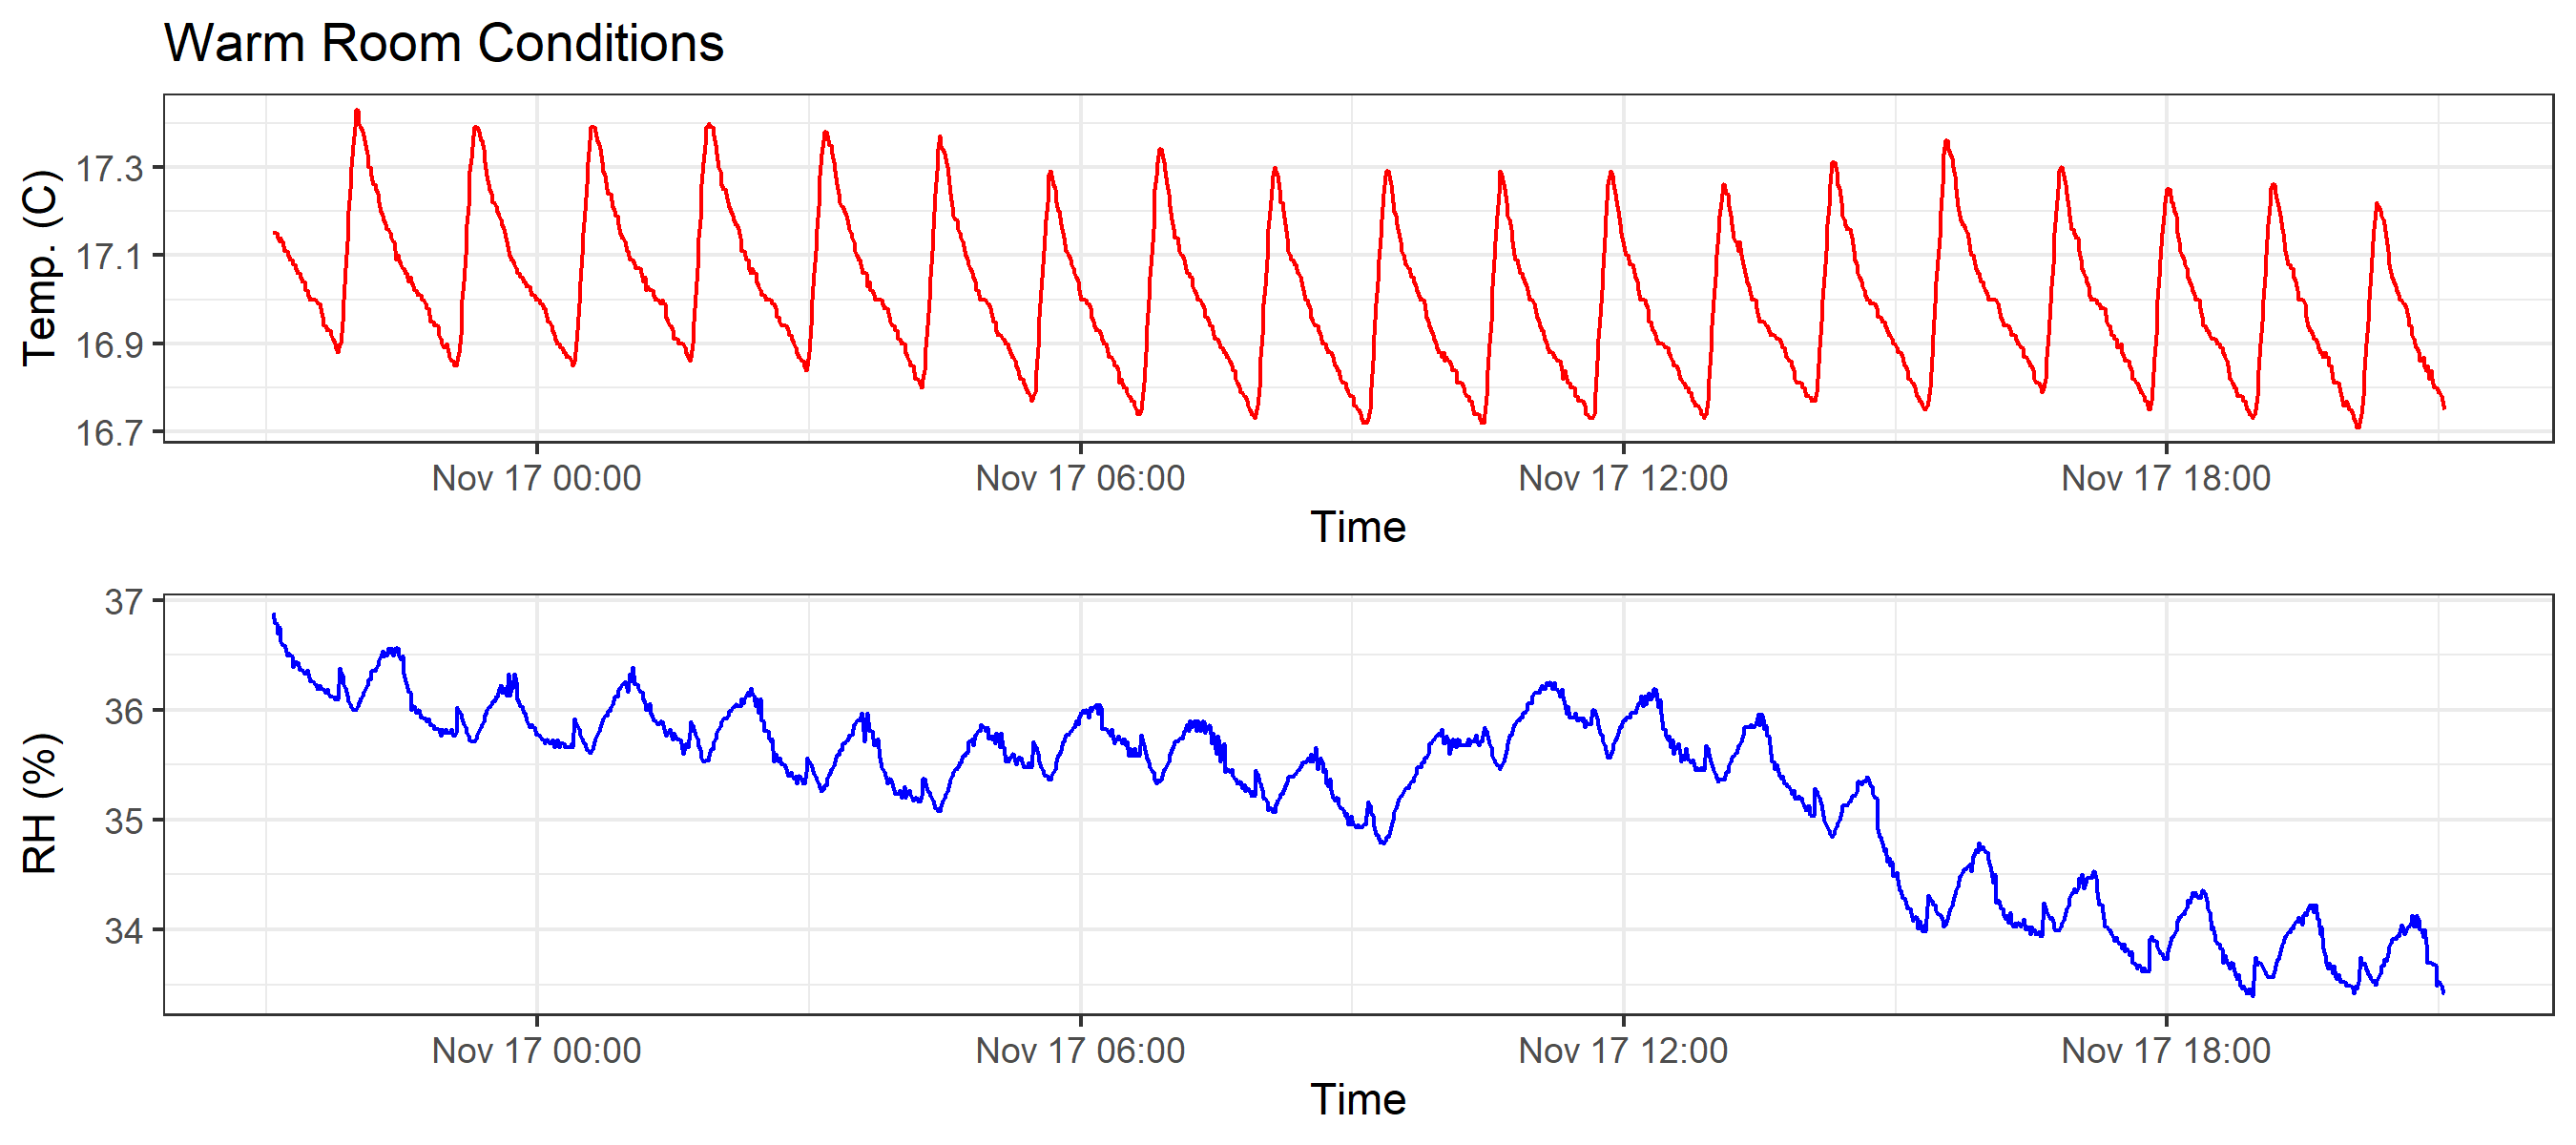 Warm Room Conditions
Temp. (C)
17.3
17.1
16.9
16.7
Nov 17 00:00 Nov 17 06:00 Nov 17 12:00 Nov 17 18:00
Time
RH (%)
37
36
35
34
Nov 17 00:00 Nov 17 06:00 Nov 17 12:00 Nov 17 18:00
Time